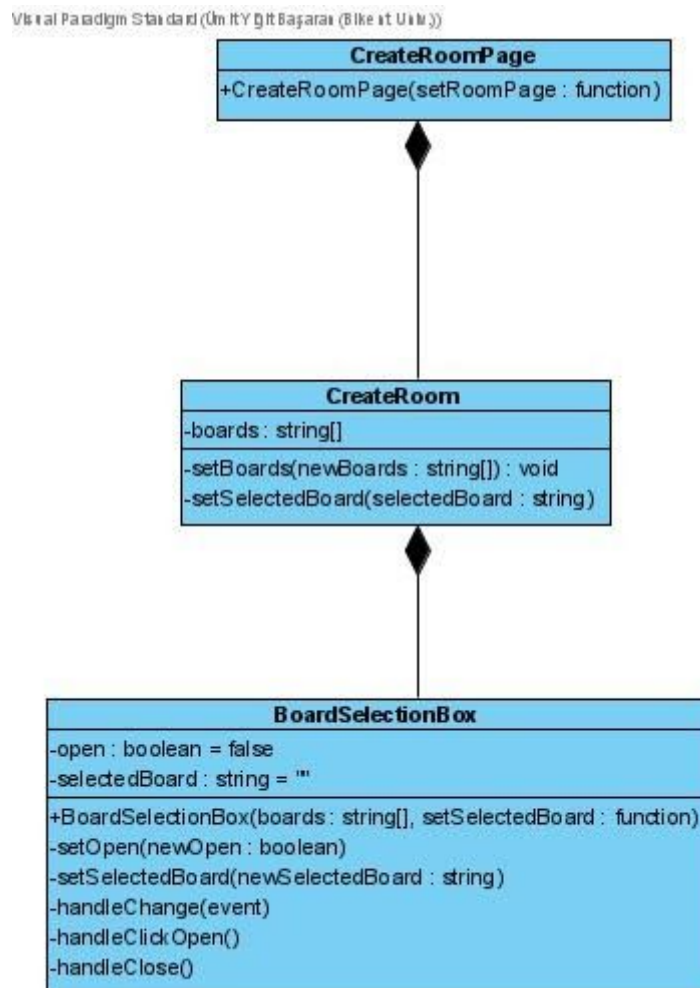 Visual Paradigm Standard (Ümit Yiğit Başaran (Bilkent Univ.))
CreateRoomPage
+CreateRoomPage(setRoomPage : function)
CreateRoom
-boards : string[]
-setBoards(newBoards : string[]) : void
-setSelectedBoard(selectedBoard : string)
BoardSelectionBox
-open : boolean = false
-selectedBoard : string = ""
+BoardSelectionBox(boards : string[], setSelectedBoard : function)
-setOpen(newOpen : boolean)
-setSelectedBoard(newSelectedBoard : string)
-handleChange(event)
-handleClickOpen()
-handleClose()